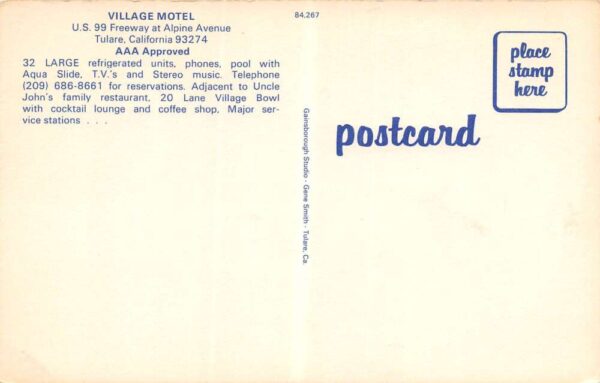 VILLAGE MOTEL
U.S. 99 Freeway at Alpine Avenue
Tulare, California 93274
AAA Approved
32 LARGE refrigerated units, phones, pool with
Aqua Slide, T.V.'s and Stereo music. Telephone
(209) 686-8661 for reservations. Adjacent to Uncle
John's family restaurant, 20 Lane Village Bowl
with cocktail lounge and coffee shop. Major ser-
vice stations . . .
84,267
Gainsborough Studio - Gene Smith - Tulare, Ca.
place
stamp
here
postcard